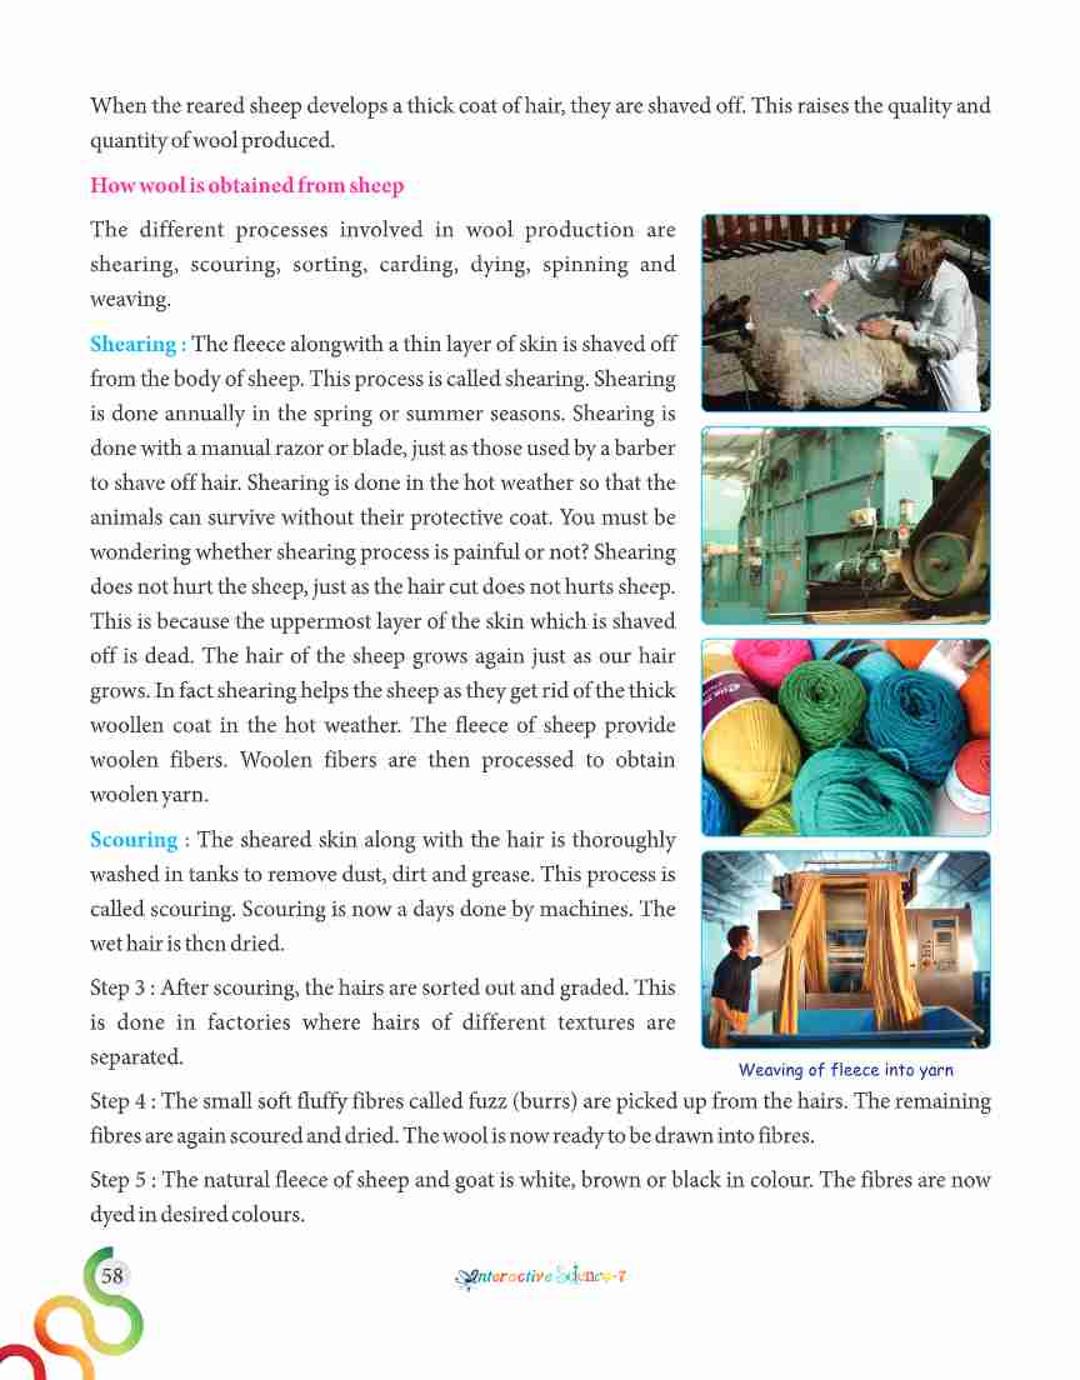 When the reared sheep develops a thick coat of hair, they are shaved off. This raises the quality and
quantity of wool produced.
How wool is obtained from sheep
The different processes involved in wool production are
shearing, scouring, sorting, carding, dying, spinning and
weaving.
Shearing : The fleece alongwith a thin layer of skin is shaved off
from the body of sheep. This process is called shearing. Shearing
is done annually in the spring or summer seasons. Shearing is
done with a manual razor or blade, just as those used by a barber
to shave off hair. Shearing is done in the hot weather so that the
animals can survive without their protective coat. You must be
wondering whether shearing process is painful or not? Shearing
does not hurt the sheep, just as the hair cut does not hurts sheep.
This is because the uppermost layer of the skin which is shaved
off is dead. The hair of the sheep grows again just as our hair
grows. In fact shearing helps the sheep as they get rid of the thick
woollen coat in the hot weather. The fleece of sheep provide
woolen fibers. Woolen fibers are then processed to obtain
woolen yarn.
Scouring : The sheared skin along with the hair is thoroughly
washed in tanks to remove dust, dirt and grease. This process is
called scouring. Scouring is now a days done by machines. The
wet hair is then dried.
Step 3 : After scouring, the hairs are sorted out and graded. This
is done in factories where hairs of different textures are
separated.
Weaving of fleece into yarn
Step 4 : The small soft fluffy fibres called fuzz (burrs) are picked up from the hairs. The remaining
fibres are again scoured and dried. The wool is now ready to be drawn into fibres.
Step 5 : The natural fleece of sheep and goat is white, brown or black in colour. The fibres are now
dyed in desired colours.
58
Interactive Science-7